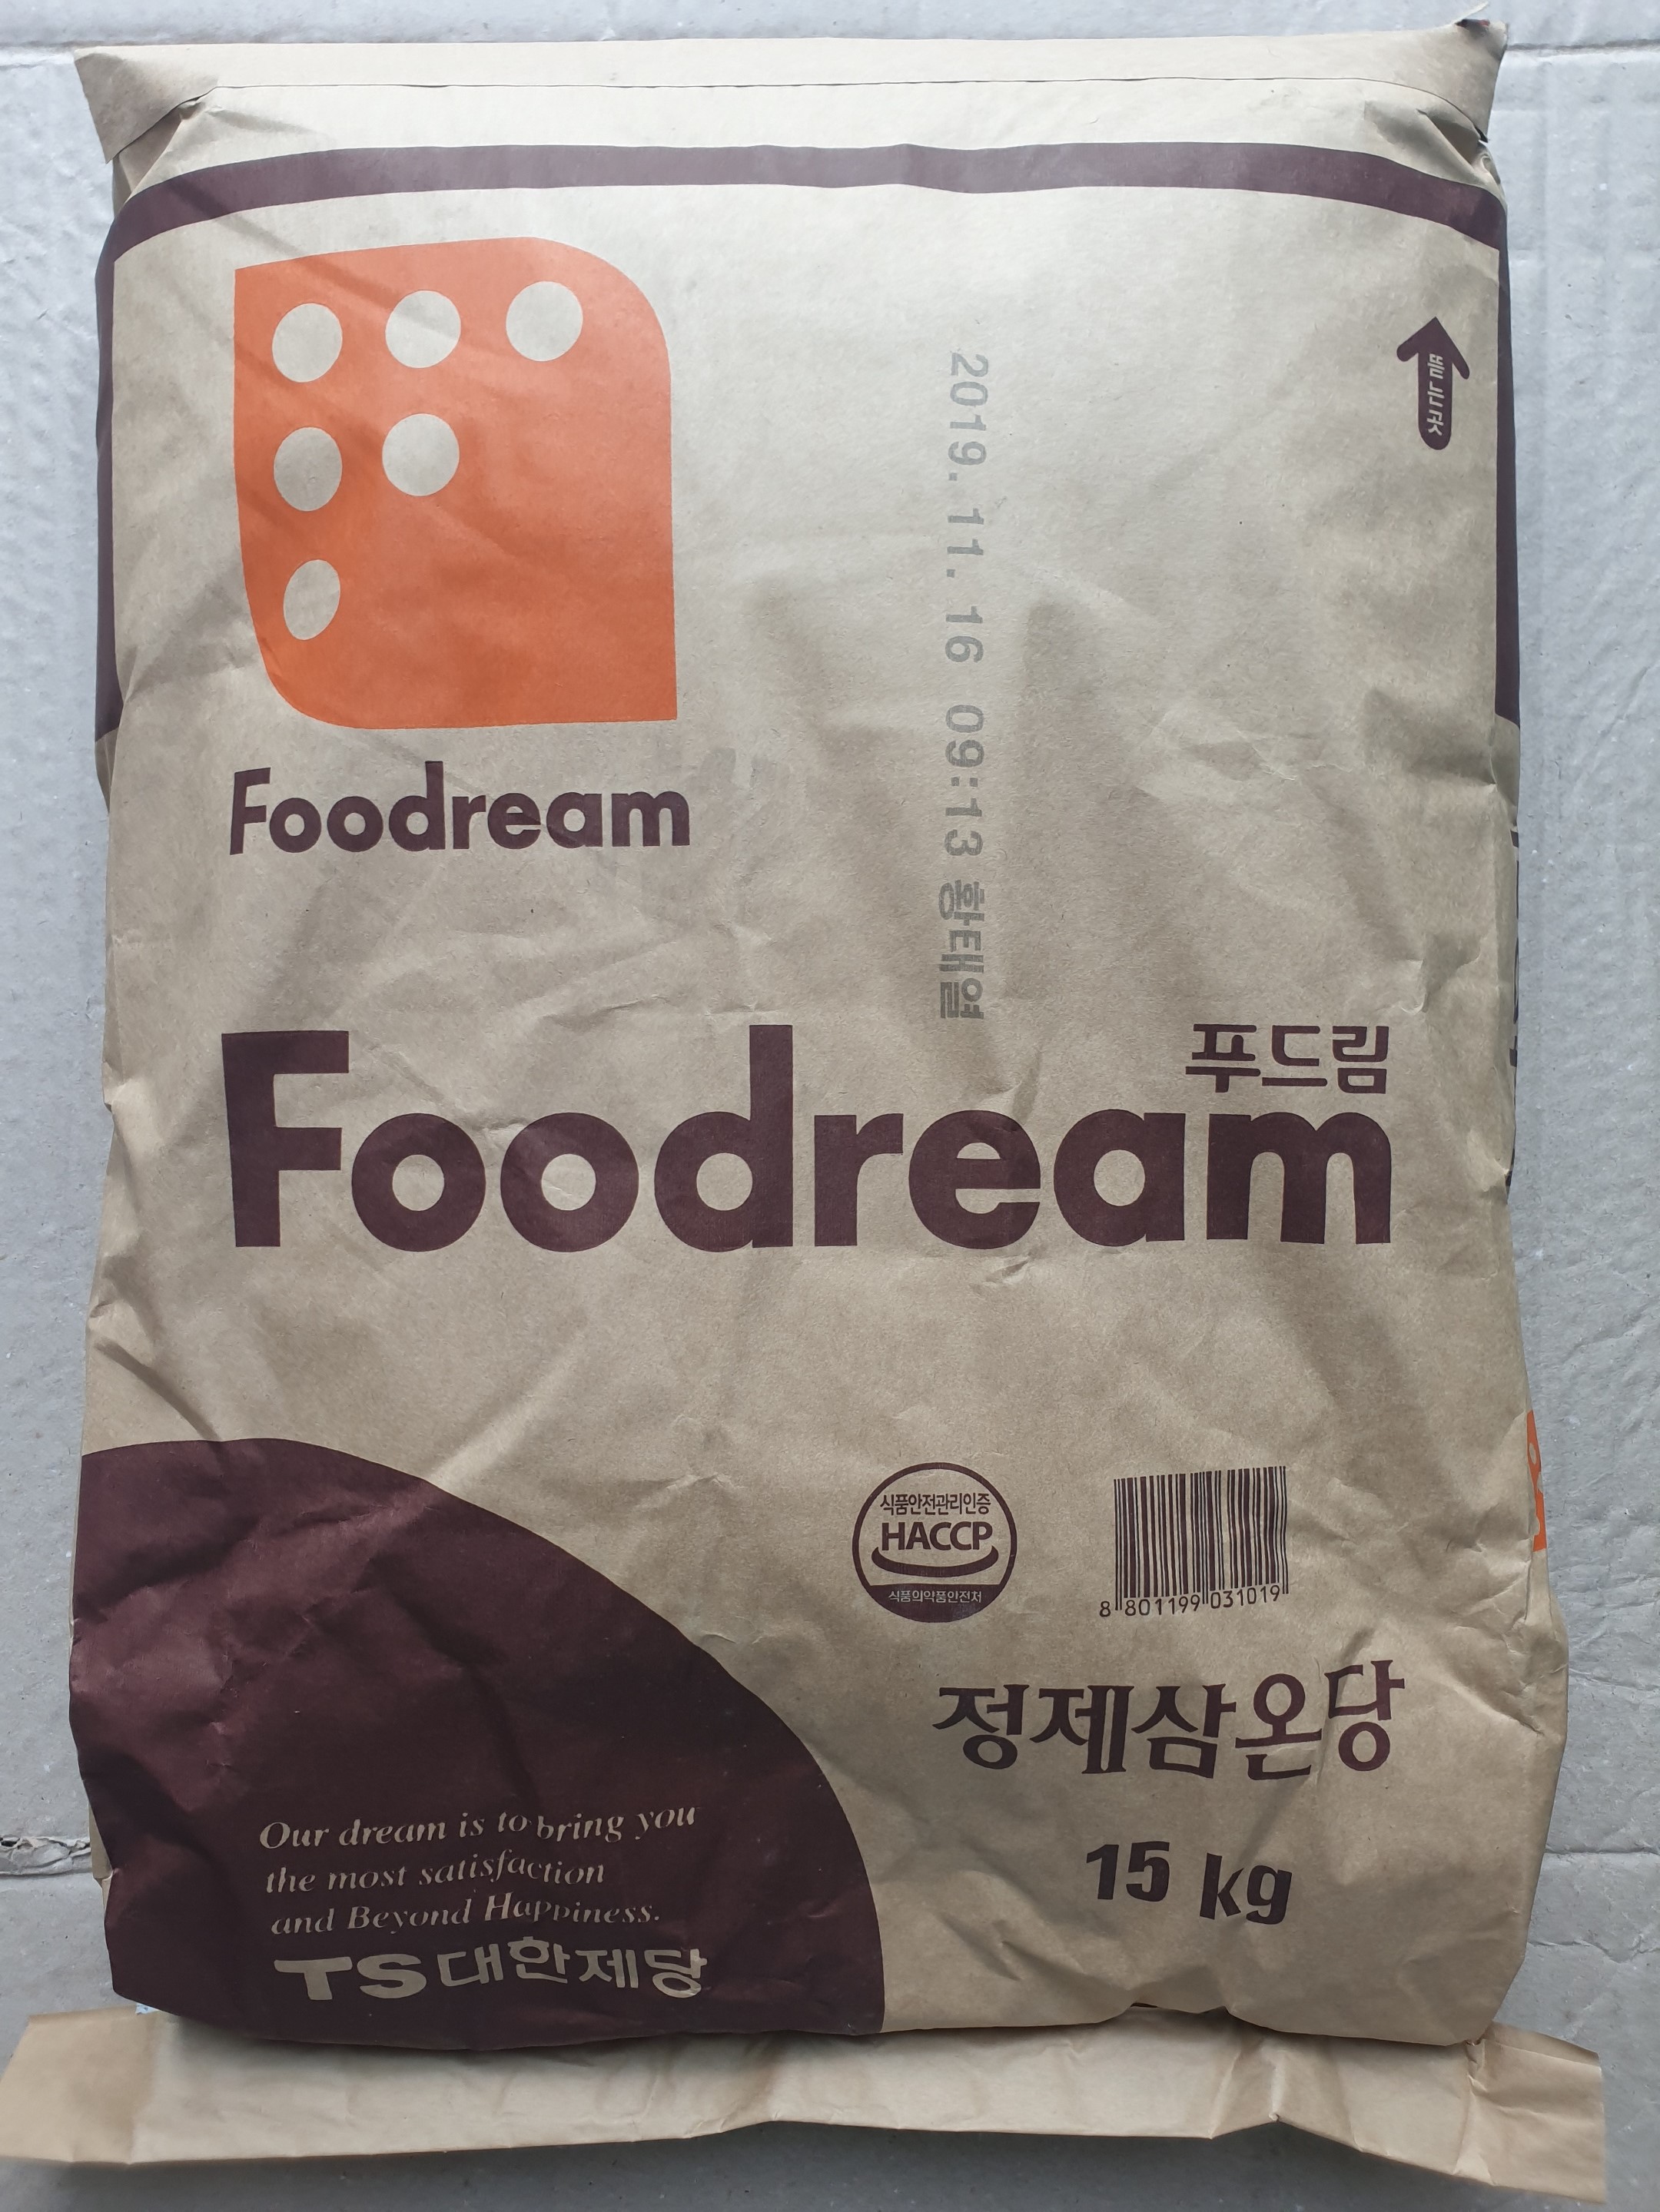 뜯는곳
Foodream
2019. 11. 16 09:13 황태열
푸드림
Foodream
식품안전관리인증
HACCP
식품의약품안전처
8 801199 031019
정제삼온당
15 kg
Our dream is to bring you
the most satisfaction
and Beyond Happiness.
TS대한제당